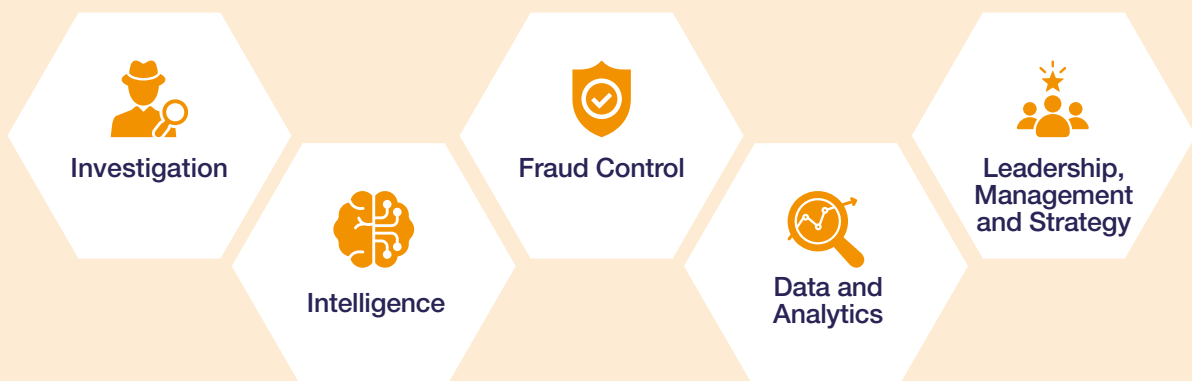 Investigation
Intelligence
Fraud Control
Data and
Analytics
Leadership,
Management
and Strategy